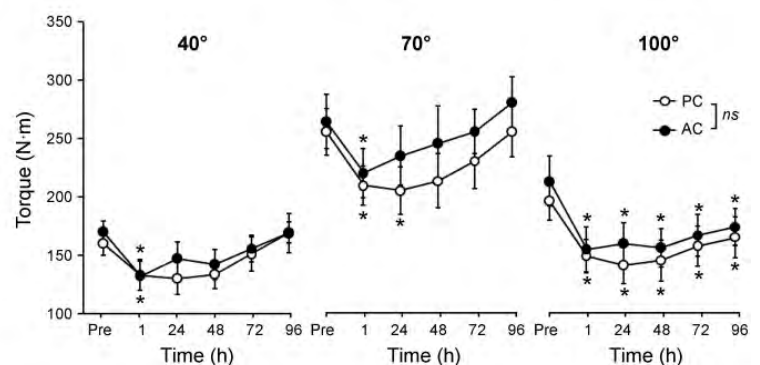 350
300
250
200
150
100
Torque (N·m)
40°
70°
100°
PC
AC
ns
* * * * * * * *
* * * * * * * *
Pre 1 24 48 72 96
Pre 1 24 48 72 96
Pre 1 24 48 72 96
Time (h)
Time (h)
Time (h)